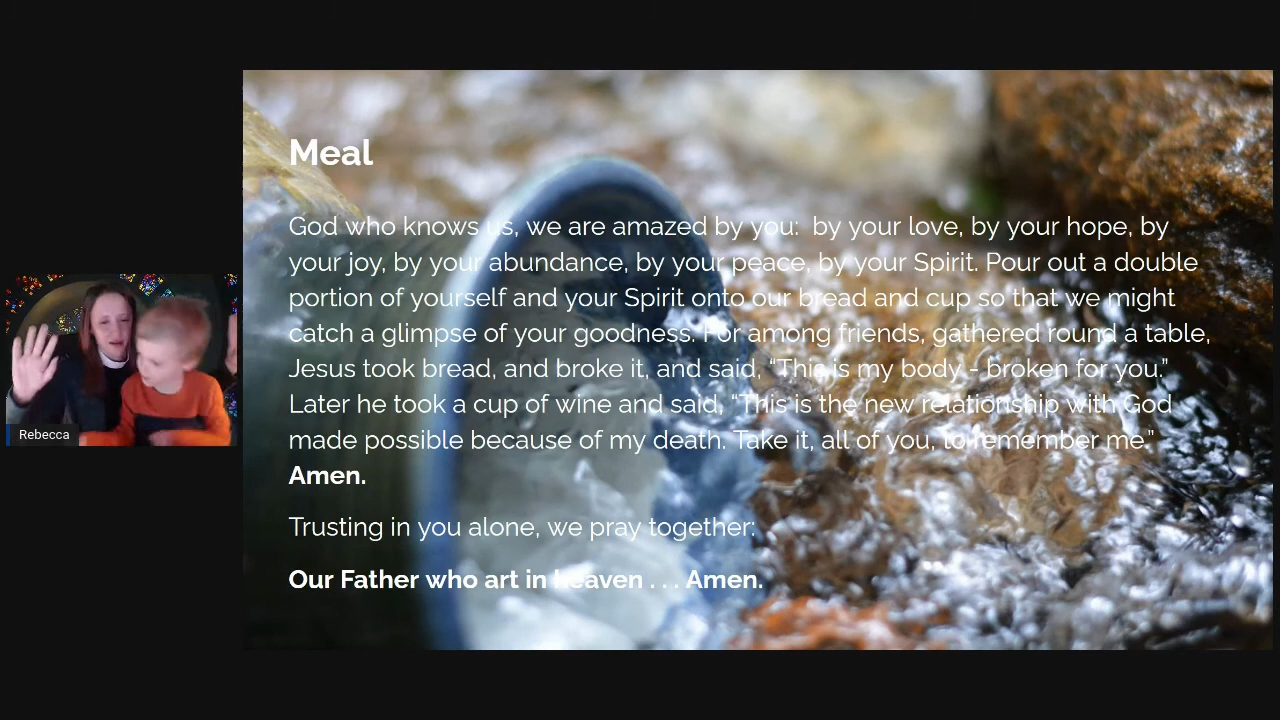 Meal
God who knows us, we are amazed by you:  by your love, by your hope, by
your joy, by your abundance, by your peace, by your Spirit. Pour out a double
portion of yourself and your Spirit onto our bread and cup so that we might
catch a glimpse of your goodness. For among friends, gathered round a table,
Jesus took bread, and broke it, and said, “This is my body - broken for you.”
Later he took a cup of wine and said, “This is the new relationship with God
made possible because of my death. Take it, all of you, to remember me.”
Amen.
Trusting in you alone, we pray together:
Our Father who art in heaven . . . Amen.
Rebecca